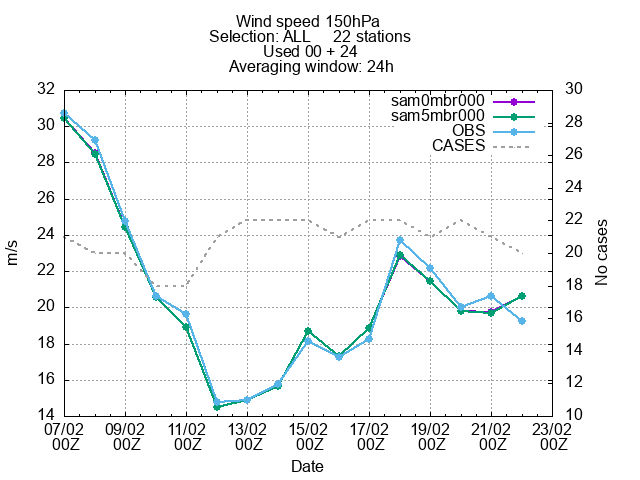 Wind speed 150hPa
Selection: ALL 22 stations
Used 00 + 24
Averaging window: 24h
sam0mbr000
sam5mbr000
OBS
CASES
32
30
28
26
24
22
20
18
16
14
m/s
30
28
26
24
22
20
18
16
14
12
10
No cases
07/02 09/02 11/02 13/02 15/02 17/02 19/02 21/02 23/02
00Z 00Z 00Z 00Z 00Z 00Z 00Z 00Z 00Z
Date